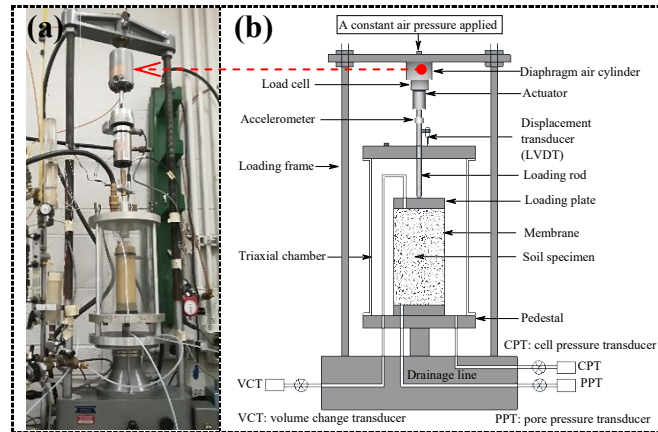 (a)
(b)
A constant air pressure applied
Diaphragm air cylinder
Load cell
Actuator
Accelerometer
Displacement
transducer
(LVDT)
Loading frame
Loading rod
Loading plate
Membrane
Triaxial chamber
Soil specimen
Pedestal
CPT: cell pressure transducer
CPT
Drainage line
VCT
PPT
VCT: volume change transducer
PPT: pore pressure transducer